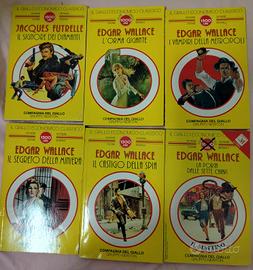 IL GIALLO ECONOMICO CLASSICO
JACQUES FUTRELLE
IL SIGNORE DEI DIAMANTI
COMPAGNIA DEL GIALLO
IL GIALLO ECONOMICO CLASSICO
EDGAR WALLACE
L'ORMA GIGANTE
COMPAGNIA DEL GIALLO
IL GIALLO ECONOMICO CLASSICO
EDGAR WALLACE
I VAMPIRI DELLA METROPOLI
COMPAGNIA DEL GIALLO
IL GIALLO ECONOMICO CLASSICO
EDGAR WALLACE
IL SEGRETO DELLA MINIERA
COMPAGNIA DEL GIALLO
IL GIALLO ECONOMICO CLASSICO
EDGAR WALLACE
IL CASTIGO DELLA SPIA
COMPAGNIA DEL GIALLO
IL GIALLO ECONOMICO CLASSICO
EDGAR WALLACE
LA PORTA
DALLE SETTE CHIAVI
COMPAGNIA DEL GIALLO